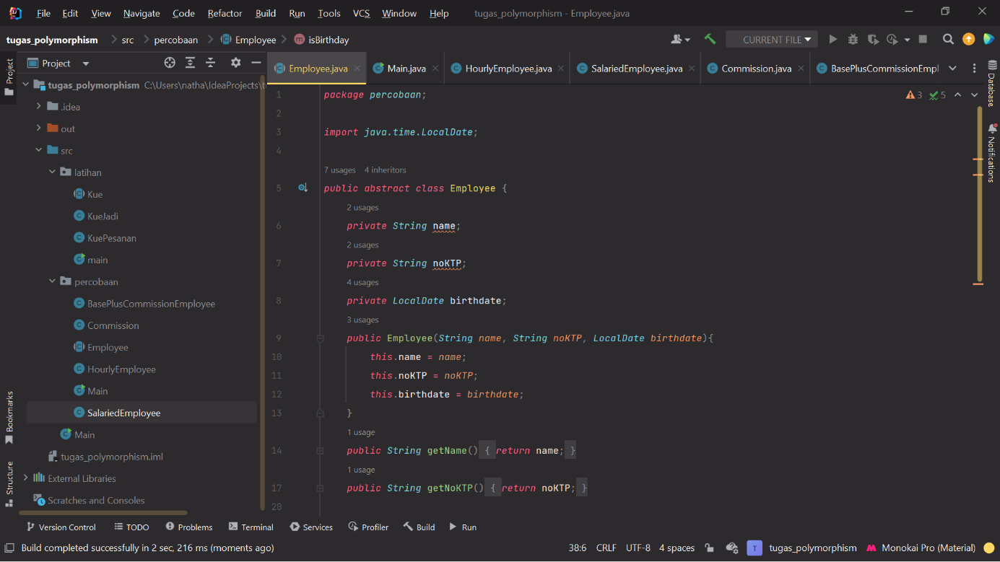 File Edit View Navigate Code Refactor Build Run Tools VCS Window Help tugas_polymorphism - Employee.java
tugas_polymorphism src percobaan Employee isBirthday CURRENT FILE
Project
Project
Employee.java Main.java HourlyEmployee.java SalariedEmployee.java Commission.java BasePlusCommissionEmpl
tugas_polymorphism C:\Users\natha\IdeaProjects\t
.idea
out
src
latihan
Kue
KueJadi
KuePesanan
main
percobaan
BasePlusCommissionEmployee
Commission
Employee
HourlyEmployee
Main
SalariedEmployee
Main
tugas_polymorphism.iml
External Libraries
Scratches and Consoles
Bookmarks
Structure
3 5
1 package percobaan;
2
3 import java.time.LocalDate;
4
7 usages 4 inheritors
5 public abstract class Employee {
2 usages
6 private String name;
2 usages
7 private String noKTP;
4 usages
8 private LocalDate birthdate;
3 usages
9 public Employee(String name, String noKTP, LocalDate birthdate){
10 this.name = name;
11 this.noKTP = noKTP;
12 this.birthdate = birthdate;
13 }
1 usage
14 public String getName() { return name; }
1 usage
17 public String getNoKTP() { return noKTP; }
20
Database
Notifications
Version Control TODO Problems Terminal Services Profiler Build Run
Build completed successfully in 2 sec, 216 ms (moments ago) 38:6 CRLF UTF-8 4 spaces T tugas_polymorphism Monokai Pro (Material)